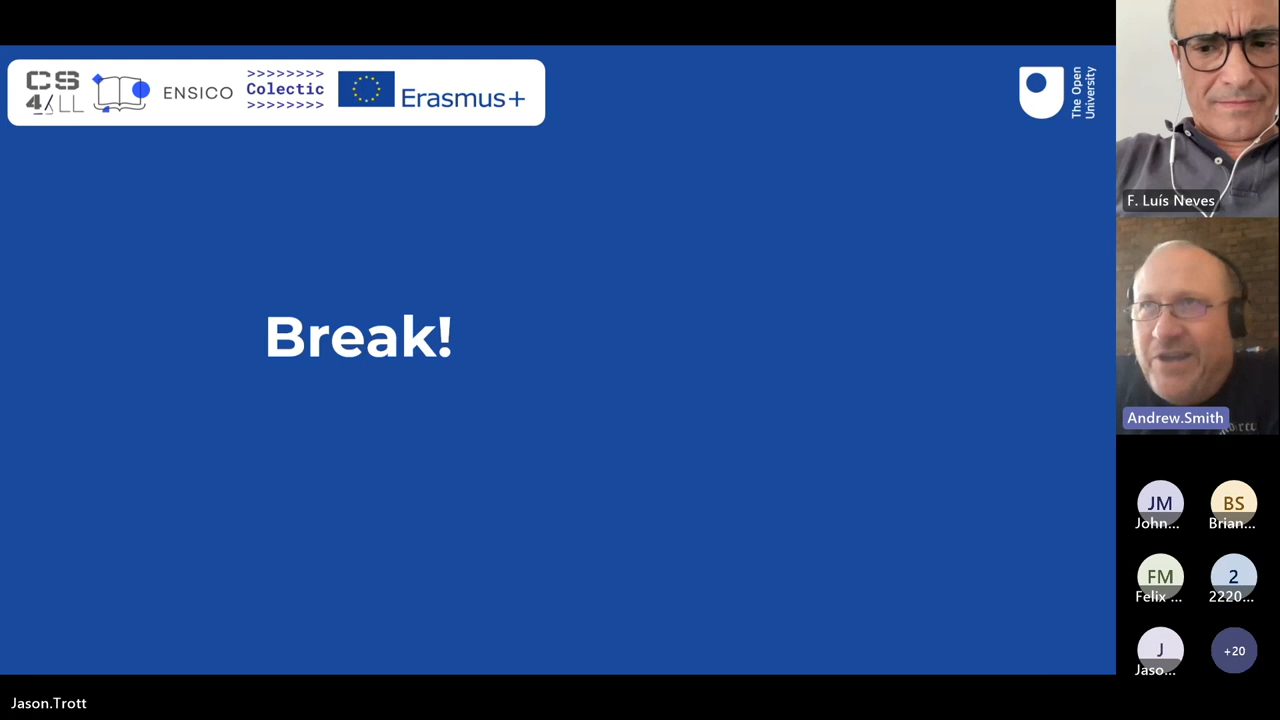 CS
4ALL
ENSICO
>>>>>>>>
Colectic
>>>>>>>>
Erasmus+
The Open
University
Break!
F. Luís Neves
Andrew.Smith
JM
John...
BS
Brian...
FM
Felix ...
2
2220...
J
Jaso...
+20
Jason.Trott